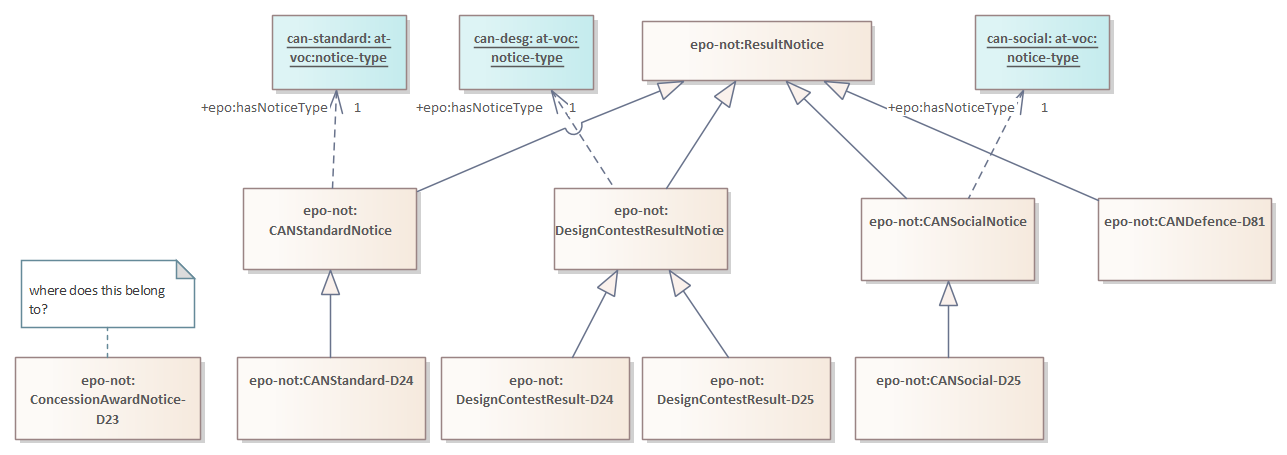 can-standard: at-
voc:notice-type
can-desg: at-voc:
notice-type
epo-not:ResultNotice
can-social: at-voc:
notice-type
+epo:hasNoticeType
1
+epo:hasNoticeType
1
+epo:hasNoticeType
1
epo-not:
CANStandardNotice
epo-not:
DesignContestResultNotice
epo-not:CANSocialNotice
epo-not:CANDefence-D81
where does this belong
to?
epo-not:
ConcessionAwardNotice-
D23
epo-not:CANStandard-D24
epo-not:
DesignContestResult-D24
epo-not:
DesignContestResult-D25
epo-not:CANSocial-D25